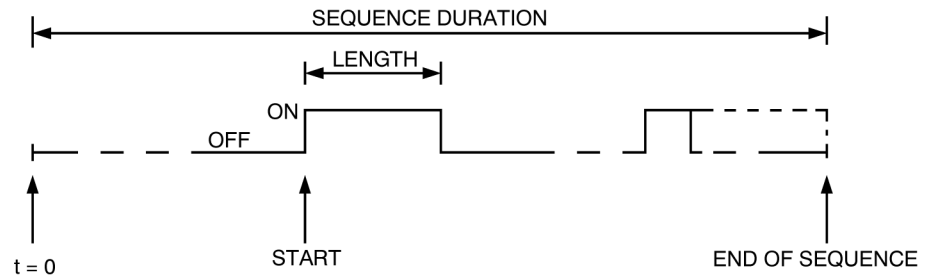 SEQUENCE DURATION
LENGTH
ON
OFF
t = 0
START
END OF SEQUENCE